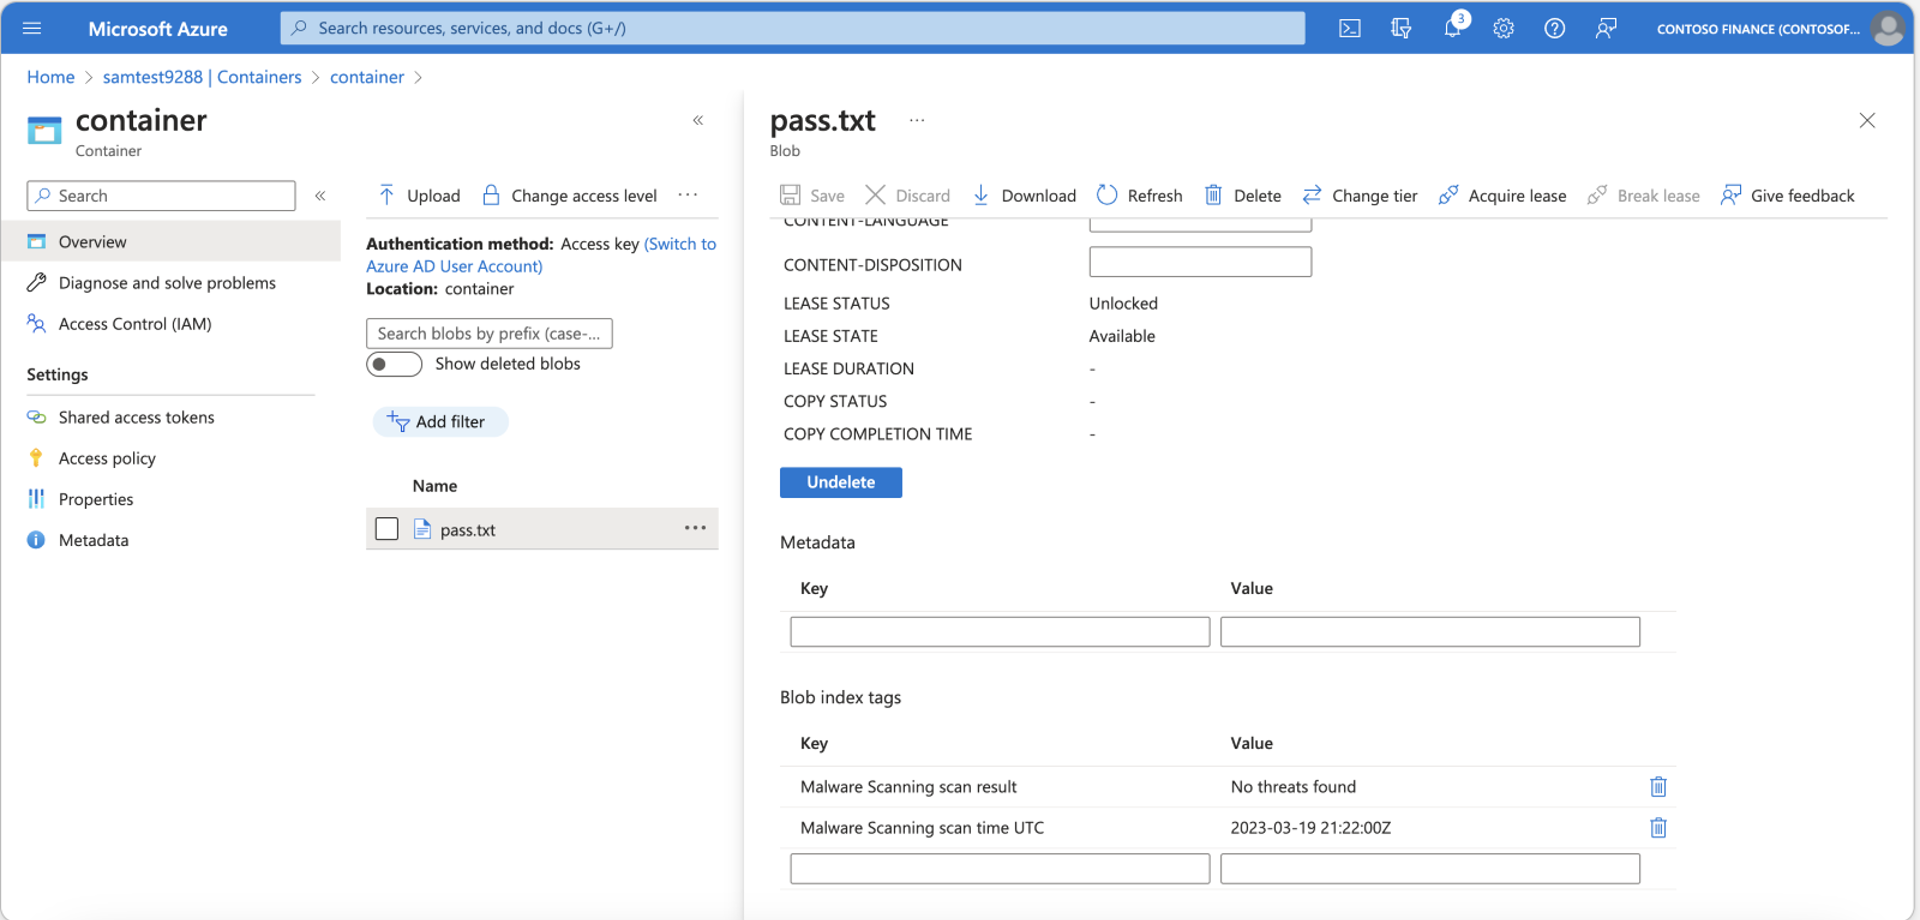 Microsoft Azure
Search resources, services, and docs (G+/)
3
CONTOSO FINANCE (CONTOSOF...
Home > samtest9288 | Containers > container >
container
Container
«
Search
«
Overview
Diagnose and solve problems
Access Control (IAM)
Settings
Shared access tokens
Access policy
Properties
Metadata
Upload Change access level ...
Authentication method: Access key (Switch to
Azure AD User Account)
Location: container
Search blobs by prefix (case-...
Show deleted blobs
Add filter
Name
pass.txt ...
pass.txt ...
Blob
Save Discard Download Refresh Delete Change tier Acquire lease Break lease Give feedback
CONTENT-LANGUAGE
CONTENT-DISPOSITION
LEASE STATUS Unlocked
LEASE STATE Available
LEASE DURATION -
COPY STATUS -
COPY COMPLETION TIME -
Undelete
Metadata
Key Value
Blob index tags
Key Value
Malware Scanning scan result No threats found
Malware Scanning scan time UTC 2023-03-19 21:22:00Z